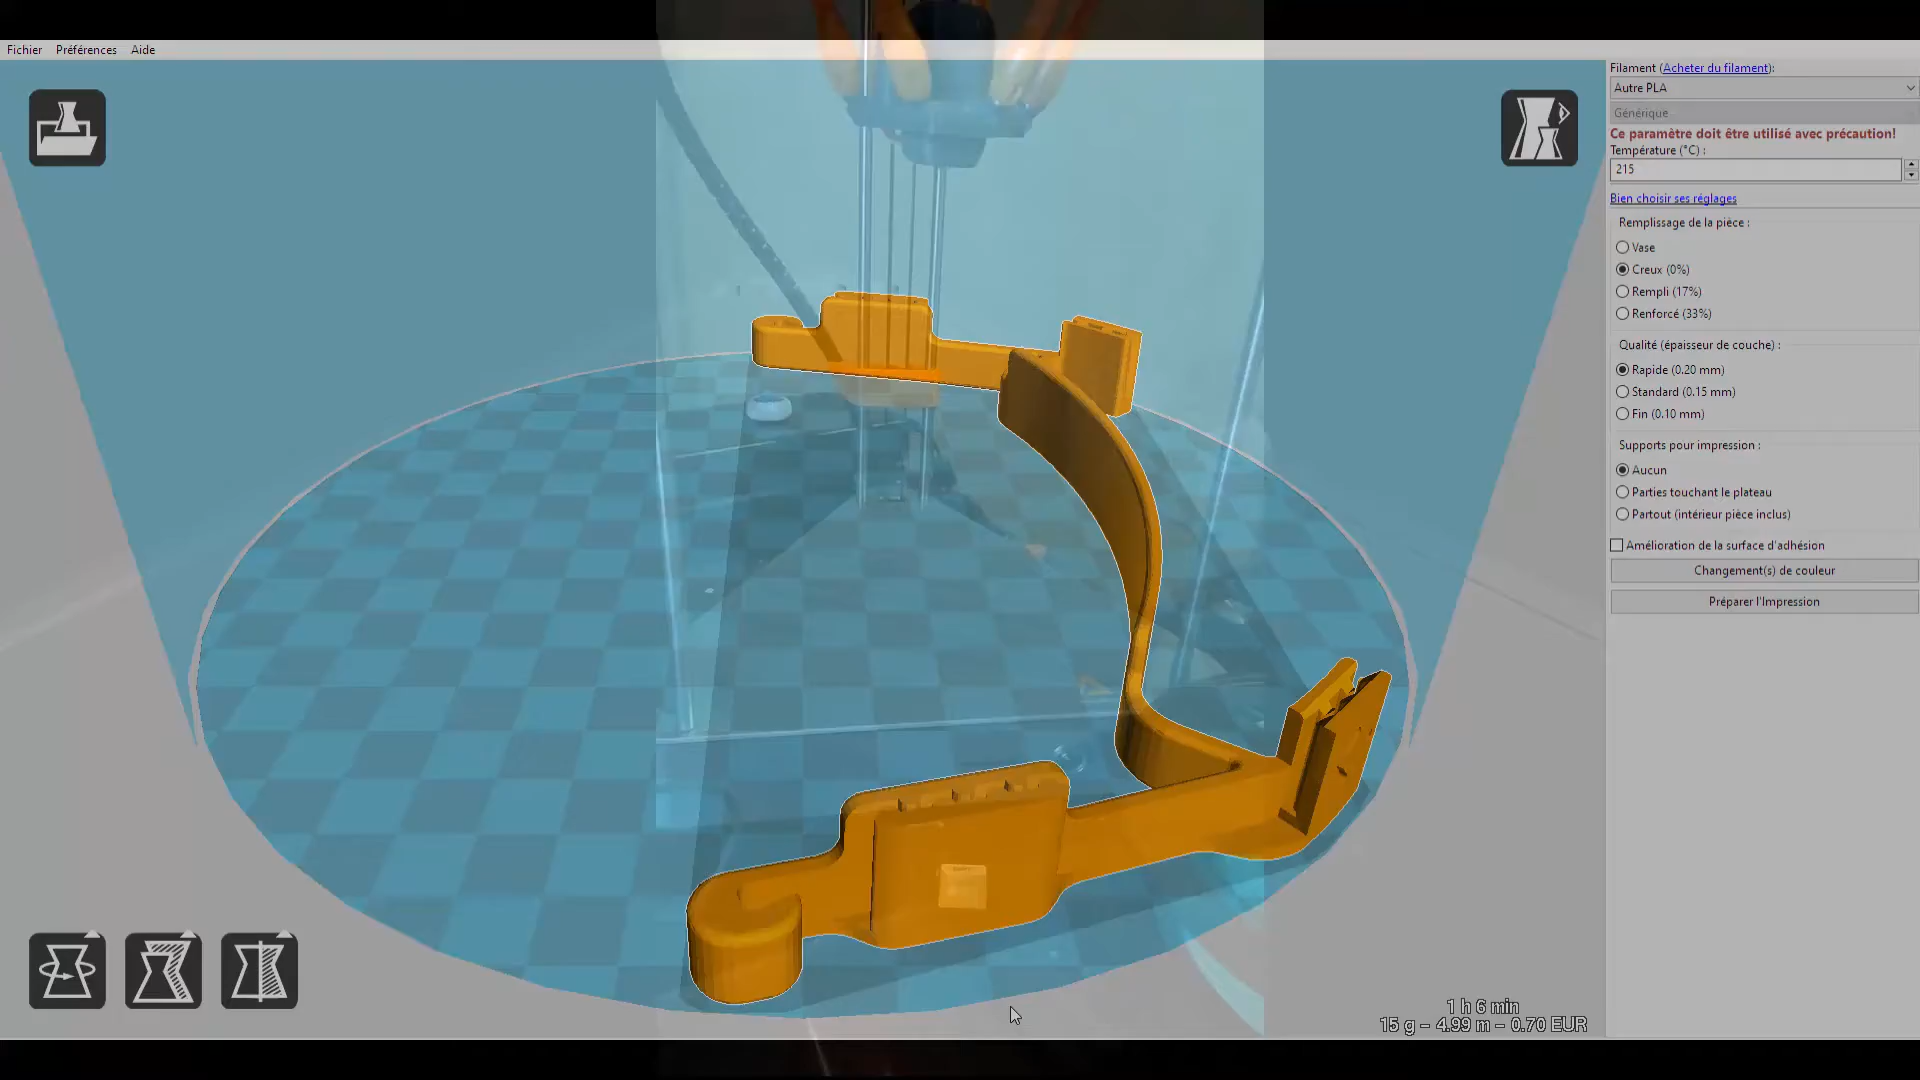 Fichier Préférences Aide
Filament (Acheter du filament):
Autre PLA
Générique
Ce paramètre doit être utilisé avec précaution!
Température (°C) :
215
Bien choisir ses réglages
Remplissage de la pièce :
Vase
Creux (0%)
Rempli (17%)
Renforcé (33%)
Qualité (épaisseur de couche) :
Rapide (0.20 mm)
Standard (0.15 mm)
Fin (0.10 mm)
Supports pour impression :
Aucun
Parties touchant le plateau
Partout (intérieur pièce inclus)
Amélioration de la surface d'adhésion
Changement(s) de couleur
Préparer l'Impression
1 h 6 min
15 g - 4.99 m - 0.70 EUR